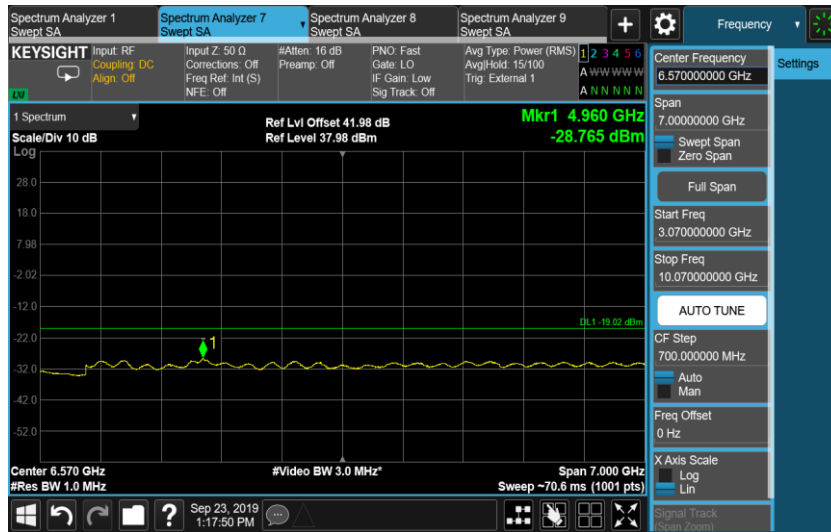 Spectrum Analyzer 1
Swept SA
Spectrum Analyzer 7
Swept SA
Spectrum Analyzer 8
Swept SA
Spectrum Analyzer 9
Swept SA
+
Frequency
KEYSIGHT
LXI
Input: RF
Coupling: DC
Align: Off
Input Z: 50 Ω
Corrections: Off
Freq Ref: Int (S)
NFE: Off
#Atten: 16 dB
Preamp: Off
PNO: Fast
Gate: LO
IF Gain: Low
Sig Track: Off
Avg Type: Power (RMS)
Avg|Hold: 15/100
Trig: External 1
1 2 3 4 5 6
A W W W W W
A N N N N N
1 Spectrum
Scale/Div 10 dB
Log
Ref Lvl Offset 41.98 dB
Ref Level 37.98 dBm
Mkr1 4.960 GHz
-28.765 dBm
28.0
18.0
7.98
-2.02
-12.0
-22.0
-32.0
-42.0
-52.0
DL1 -19.02 dBm
1
Center 6.570 GHz
#Res BW 1.0 MHz
#Video BW 3.0 MHz*
Span 7.000 GHz
Sweep ~70.6 ms (1001 pts)
Center Frequency
6.570000000 GHz
Settings
Span
7.00000000 GHz
Swept Span
Zero Span
Full Span
Start Freq
3.070000000 GHz
Stop Freq
10.070000000 GHz
AUTO TUNE
CF Step
700.000000 MHz
Auto
Man
Freq Offset
0 Hz
X Axis Scale
Log
Lin
Signal Track
(Span Zoom)
?
Sep 23, 2019
1:17:50 PM